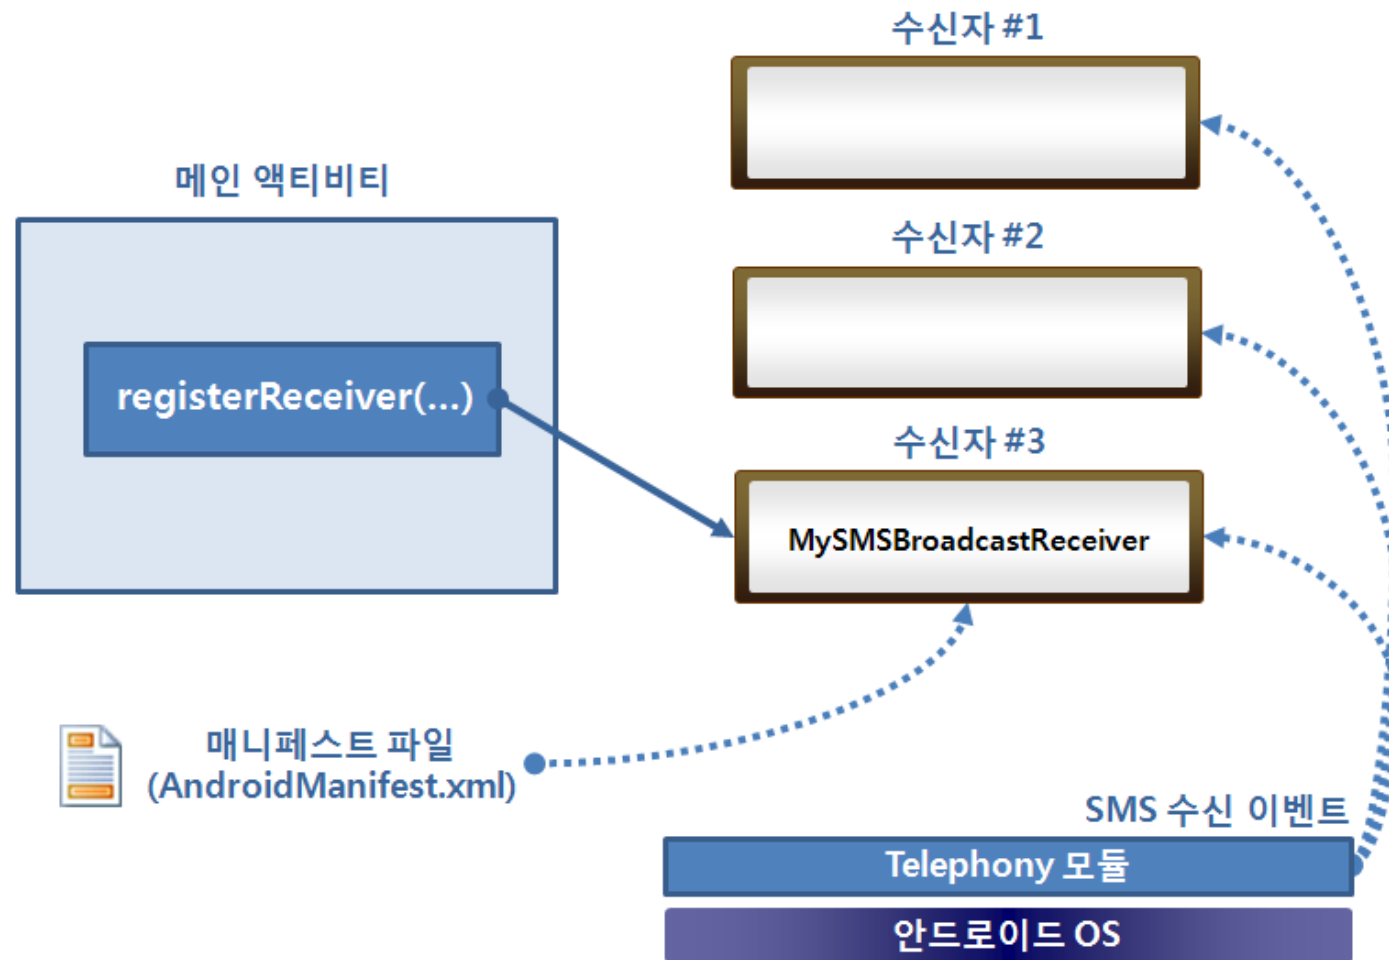 수신자 #1
메인 액티비티
수신자 #2
registerReceiver(...)
수신자 #3
MySMSBroadcastReceiver
매니페스트 파일
(AndroidManifest.xml)
SMS 수신 이벤트
Telephony 모듈
안드로이드 OS